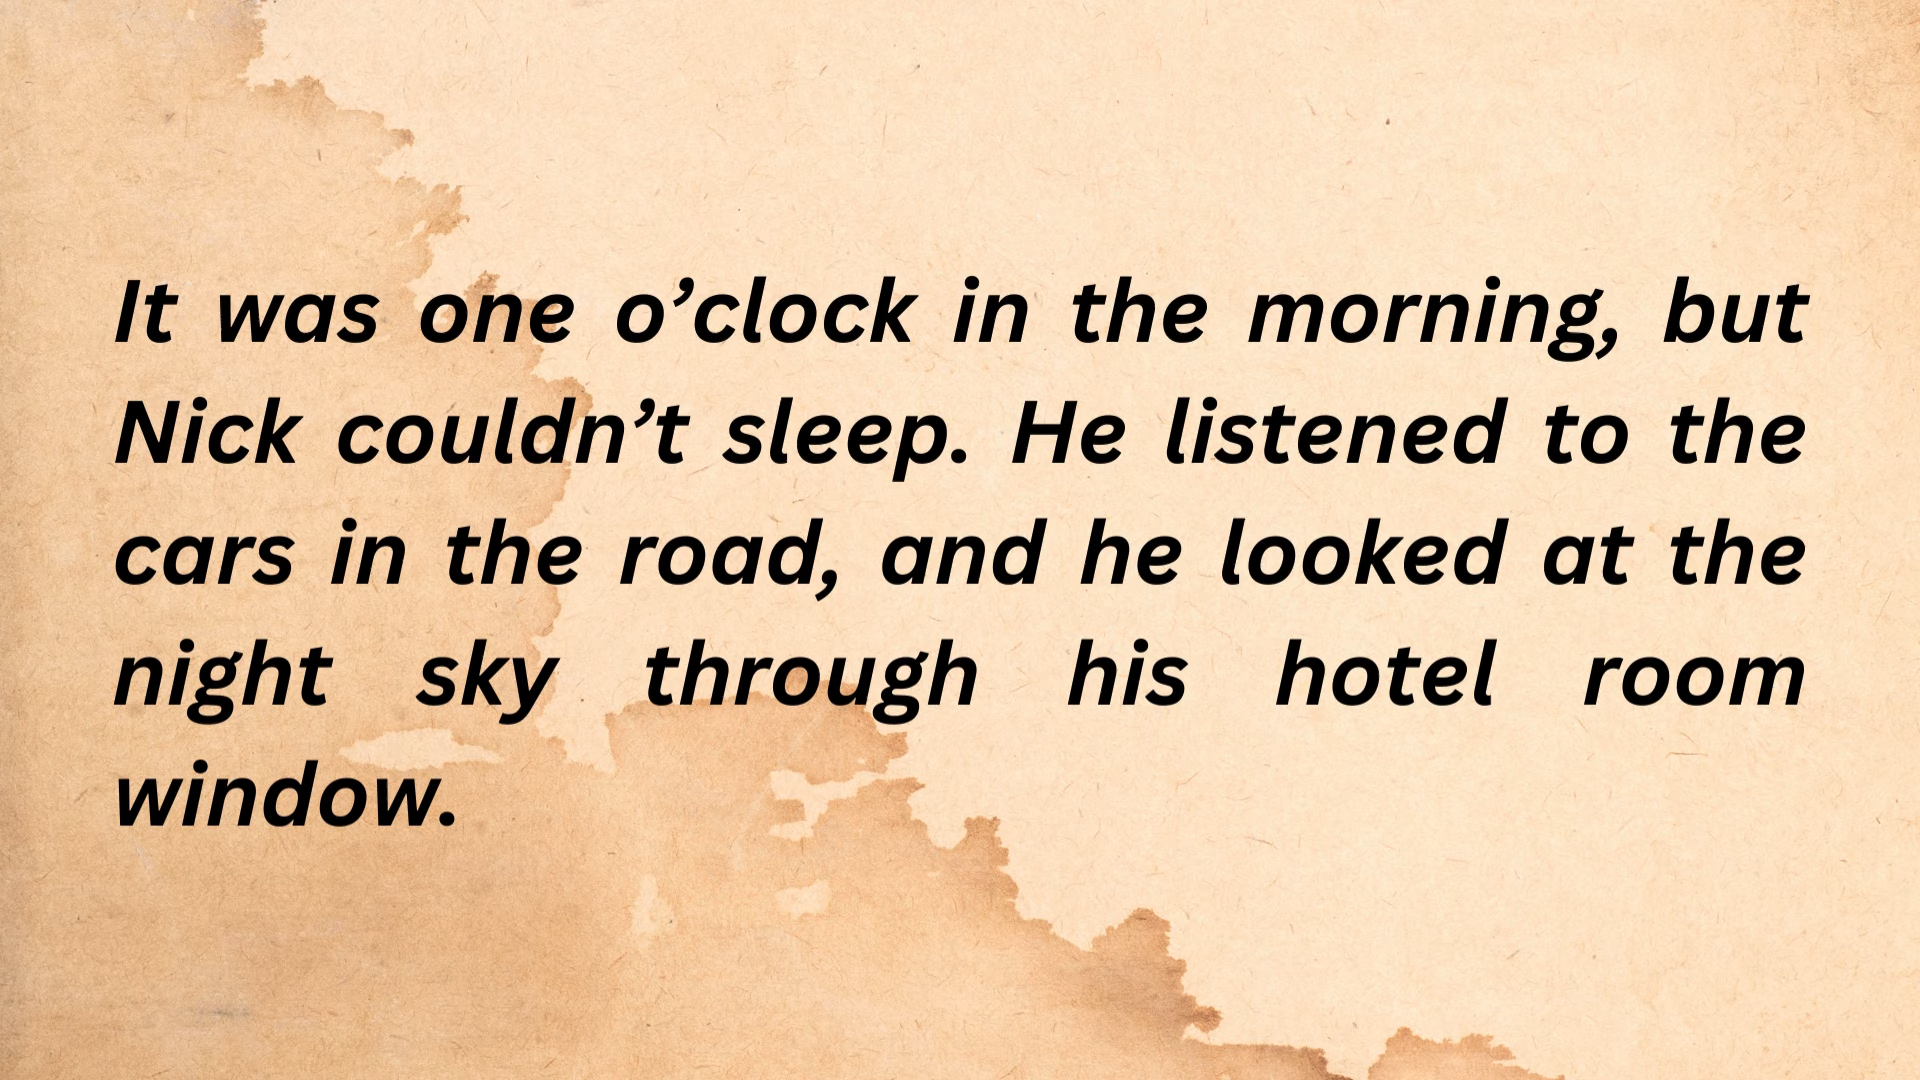 It was one o’clock in the morning, but
Nick couldn’t sleep. He listened to the
cars in the road, and he looked at the
night sky through his hotel room
window.